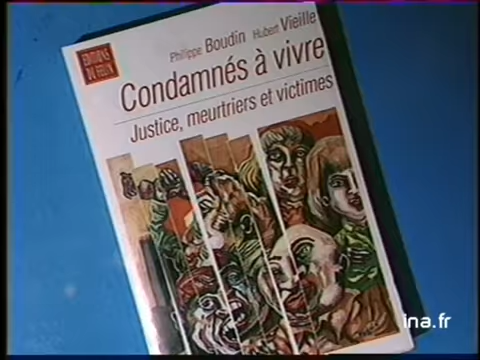 EDITIONS
DU FELIN
Philippe Boudin Hubert Vieille
Condamnés à vivre
Justice, meurtriers et victimes
ina.fr